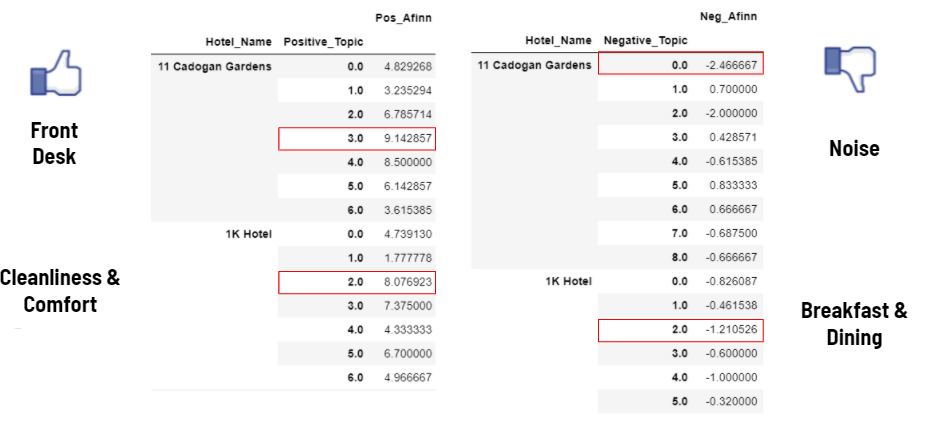 Pos_Afinn
Hotel_Name Positive_Topic
11 Cadogan Gardens 0.0 4.829268
1.0 3.235294
2.0 6.785714
3.0 9.142857
4.0 8.500000
5.0 6.142857
6.0 3.615385
1K Hotel 0.0 4.739130
1.0 1.777778
2.0 8.076923
3.0 7.375000
4.0 4.333333
5.0 6.700000
6.0 4.966667
Front
Desk
Cleanliness &
Comfort
Neg_Afinn
Hotel_Name Negative_Topic
11 Cadogan Gardens 0.0 -2.466667
1.0 0.700000
2.0 -2.000000
3.0 0.428571
4.0 -0.615385
5.0 0.833333
6.0 0.666667
7.0 -0.687500
8.0 -0.666667
1K Hotel 0.0 -0.826087
1.0 -0.461538
2.0 -1.210526
3.0 -0.600000
4.0 -1.000000
5.0 -0.320000
Noise
Breakfast &
Dining